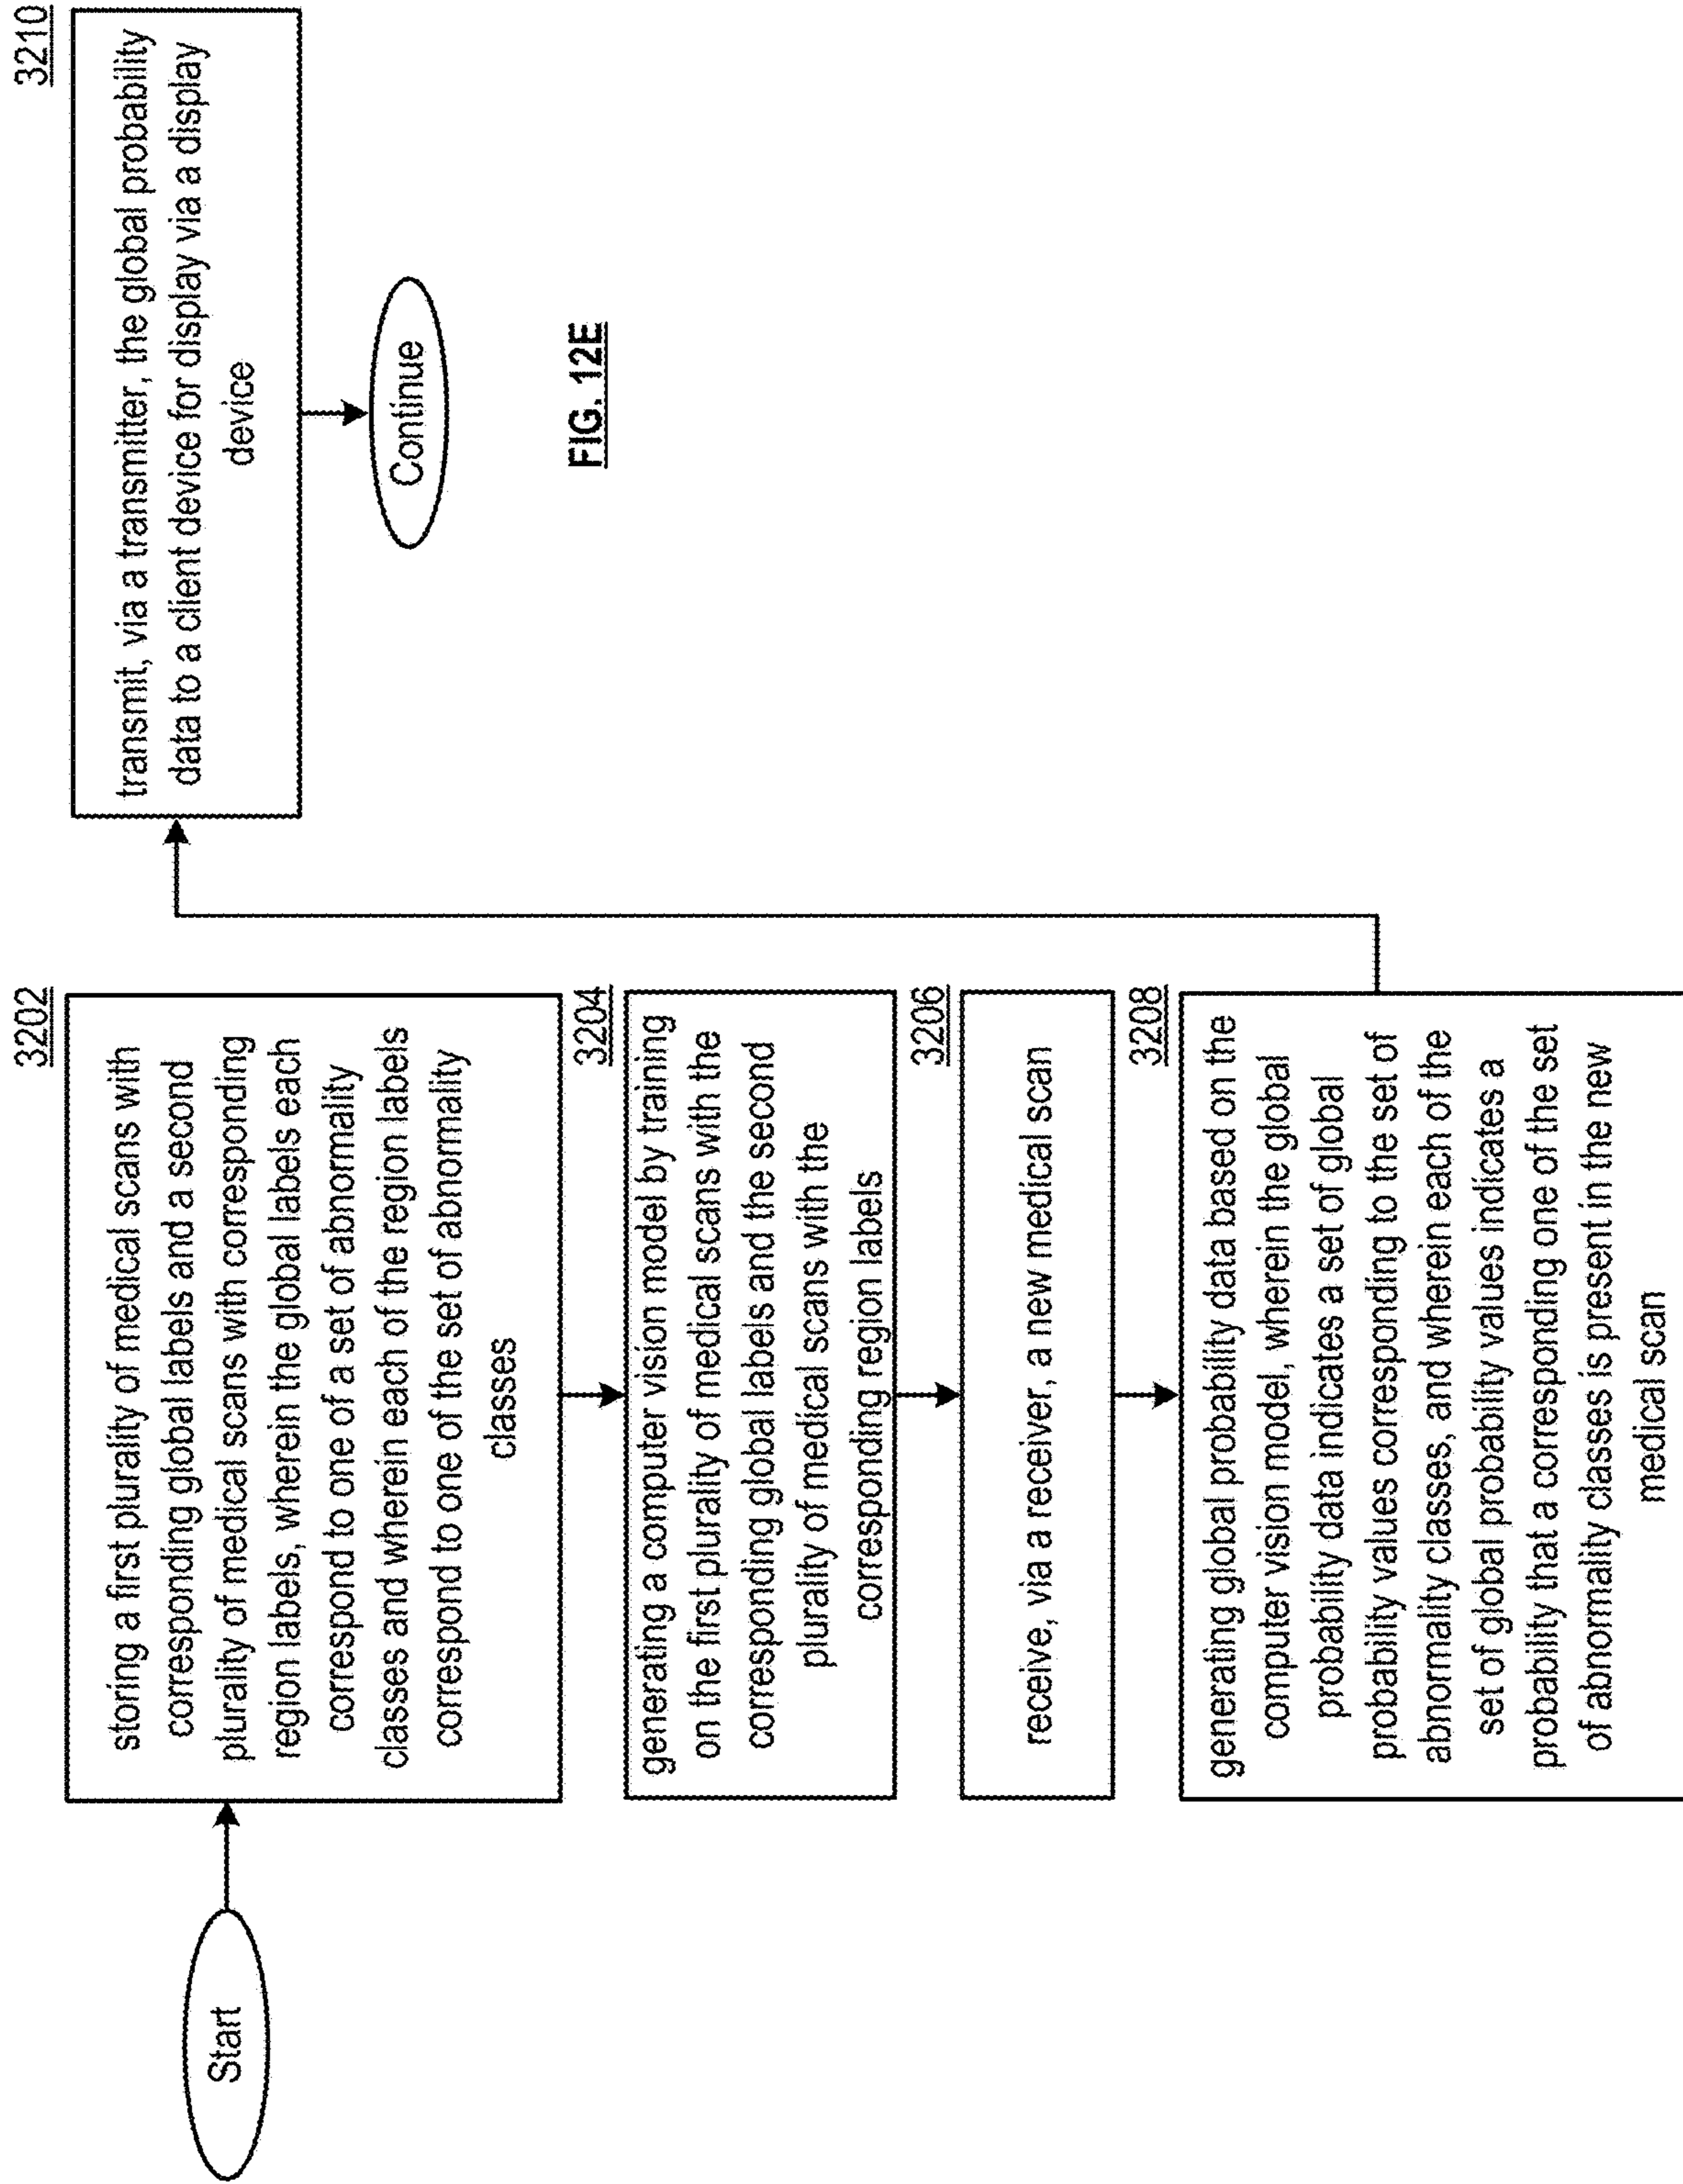 Start
3202
storing a first plurality of medical scans with
corresponding global labels and a second
plurality of medical scans with corresponding
region labels, wherein the global labels each
correspond to one of a set of abnormality
classes and wherein each of the region labels
correspond to one of the set of abnormality
classes
3204
generating a computer vision model by training
on the first plurality of medical scans with the
corresponding global labels and the second
plurality of medical scans with the
corresponding region labels
3206
receive, via a receiver, a new medical scan
3208
generating global probability data based on the
computer vision model, wherein the global
probability data indicates a set of global
probability values corresponding to the set of
abnormality classes, and wherein each of the
set of global probability values indicates a
probability that a corresponding one of the set
of abnormality classes is present in the new
medical scan
3210
transmit, via a transmitter, the global probability
data to a client device for display via a display
device
Continue
FIG. 12E